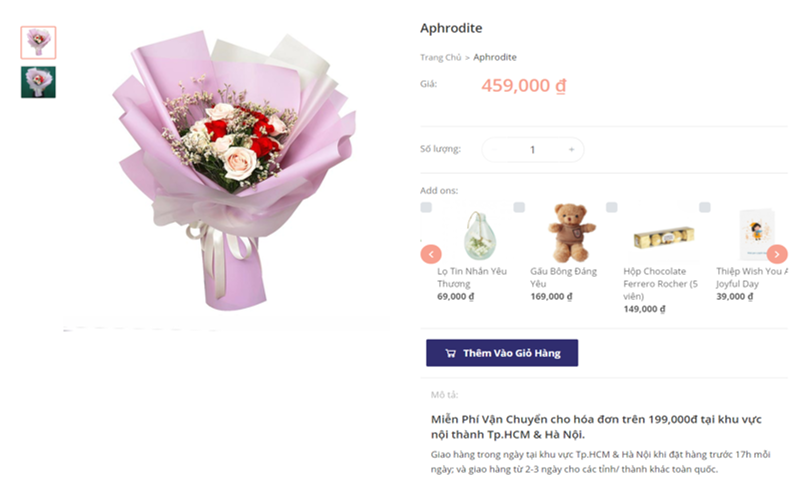 Aphrodite
Trang Chủ > Aphrodite
Giá:
459,000 ₫
Số lượng:
- 1 +
Add ons:
Lọ Tin Nhắn Yêu
Thương
69,000 ₫
Gấu Bông Đáng
Yêu
169,000 ₫
Hộp Chocolate
Ferrero Rocher (5
viên)
149,000 ₫
Thiệp Wish You A
Joyful Day
39,000 ₫
Thêm Vào Giỏ Hàng
Mô tả:
Miễn Phí Vận Chuyển cho hóa đơn trên 199,000đ tại khu vực
nội thành Tp.HCM & Hà Nội.
Giao hàng trong ngày tại khu vực Tp.HCM & Hà Nội khi đặt hàng trước 17h mỗi
ngày; và giao hàng từ 2-3 ngày cho các tỉnh/ thành khác toàn quốc.